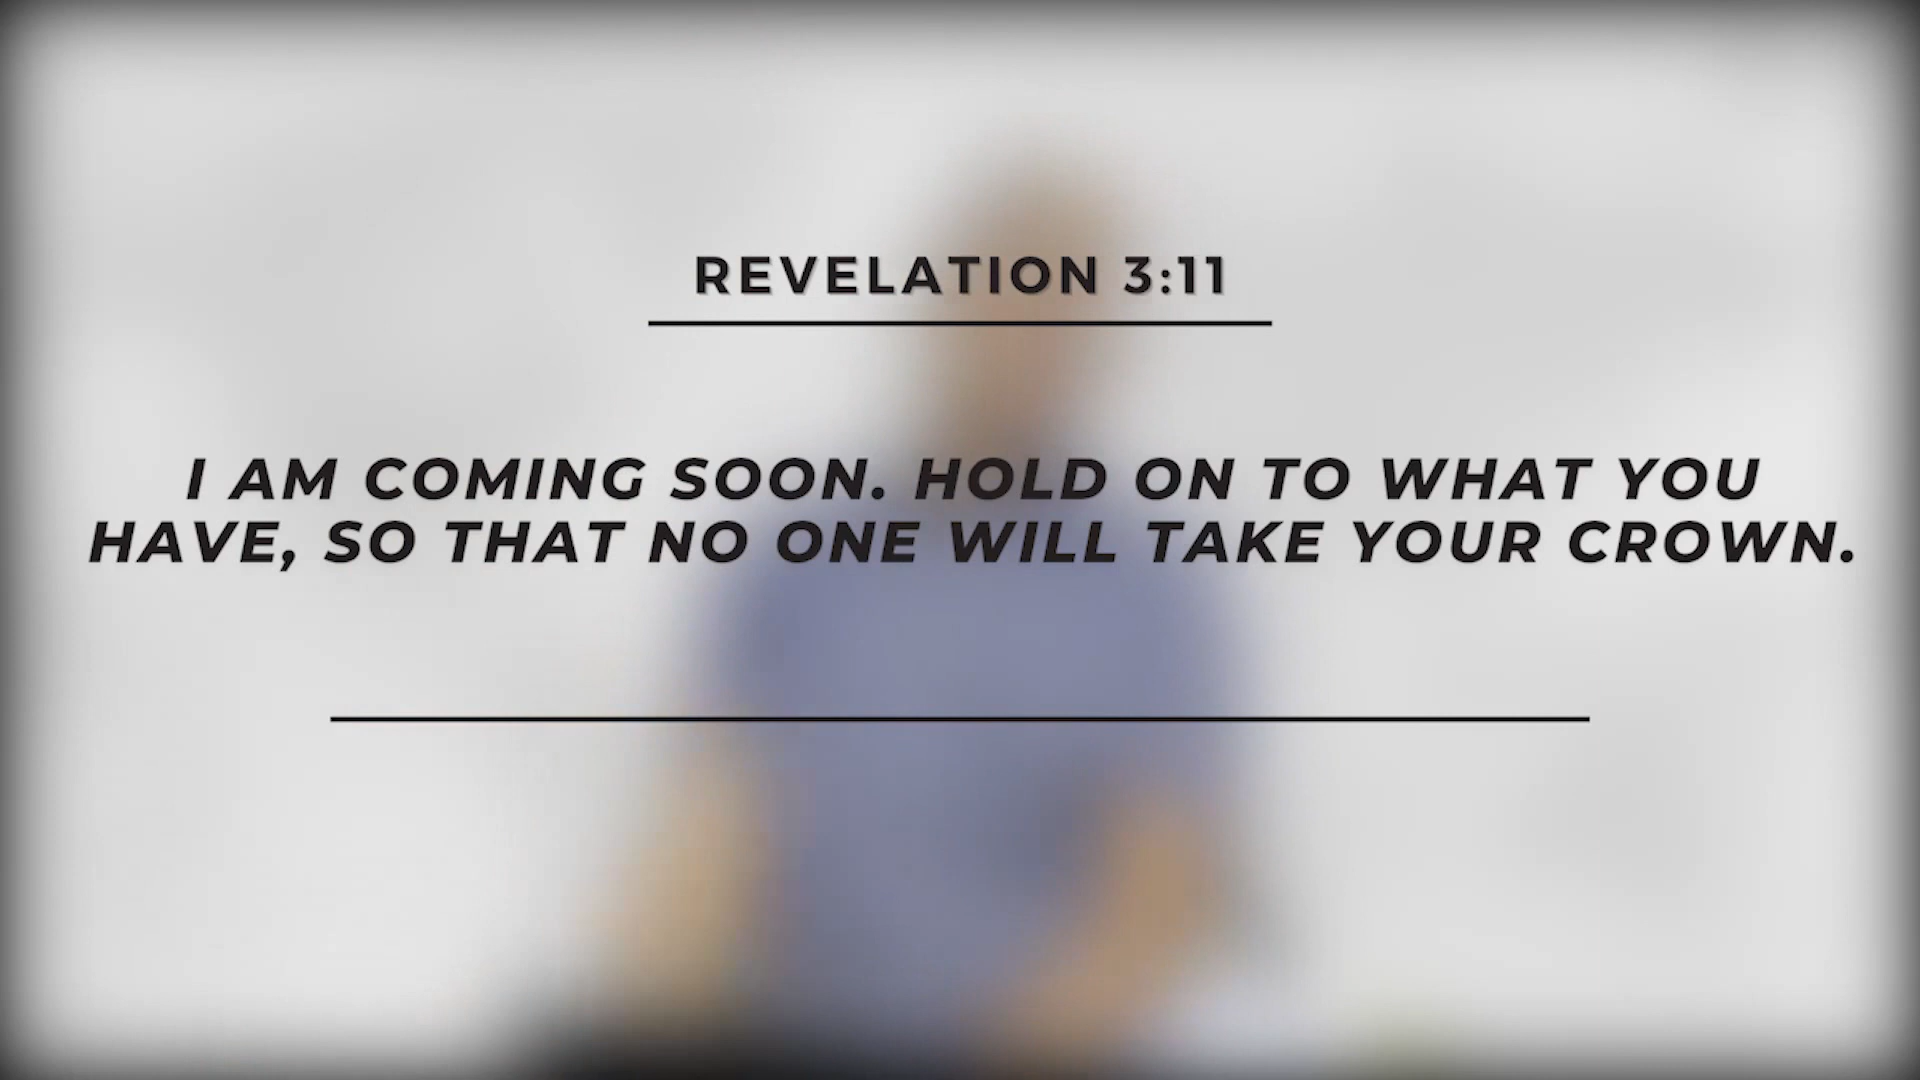 REVELATION 3:11
I AM COMING SOON. HOLD ON TO WHAT YOU
HAVE, SO THAT NO ONE WILL TAKE YOUR CROWN.